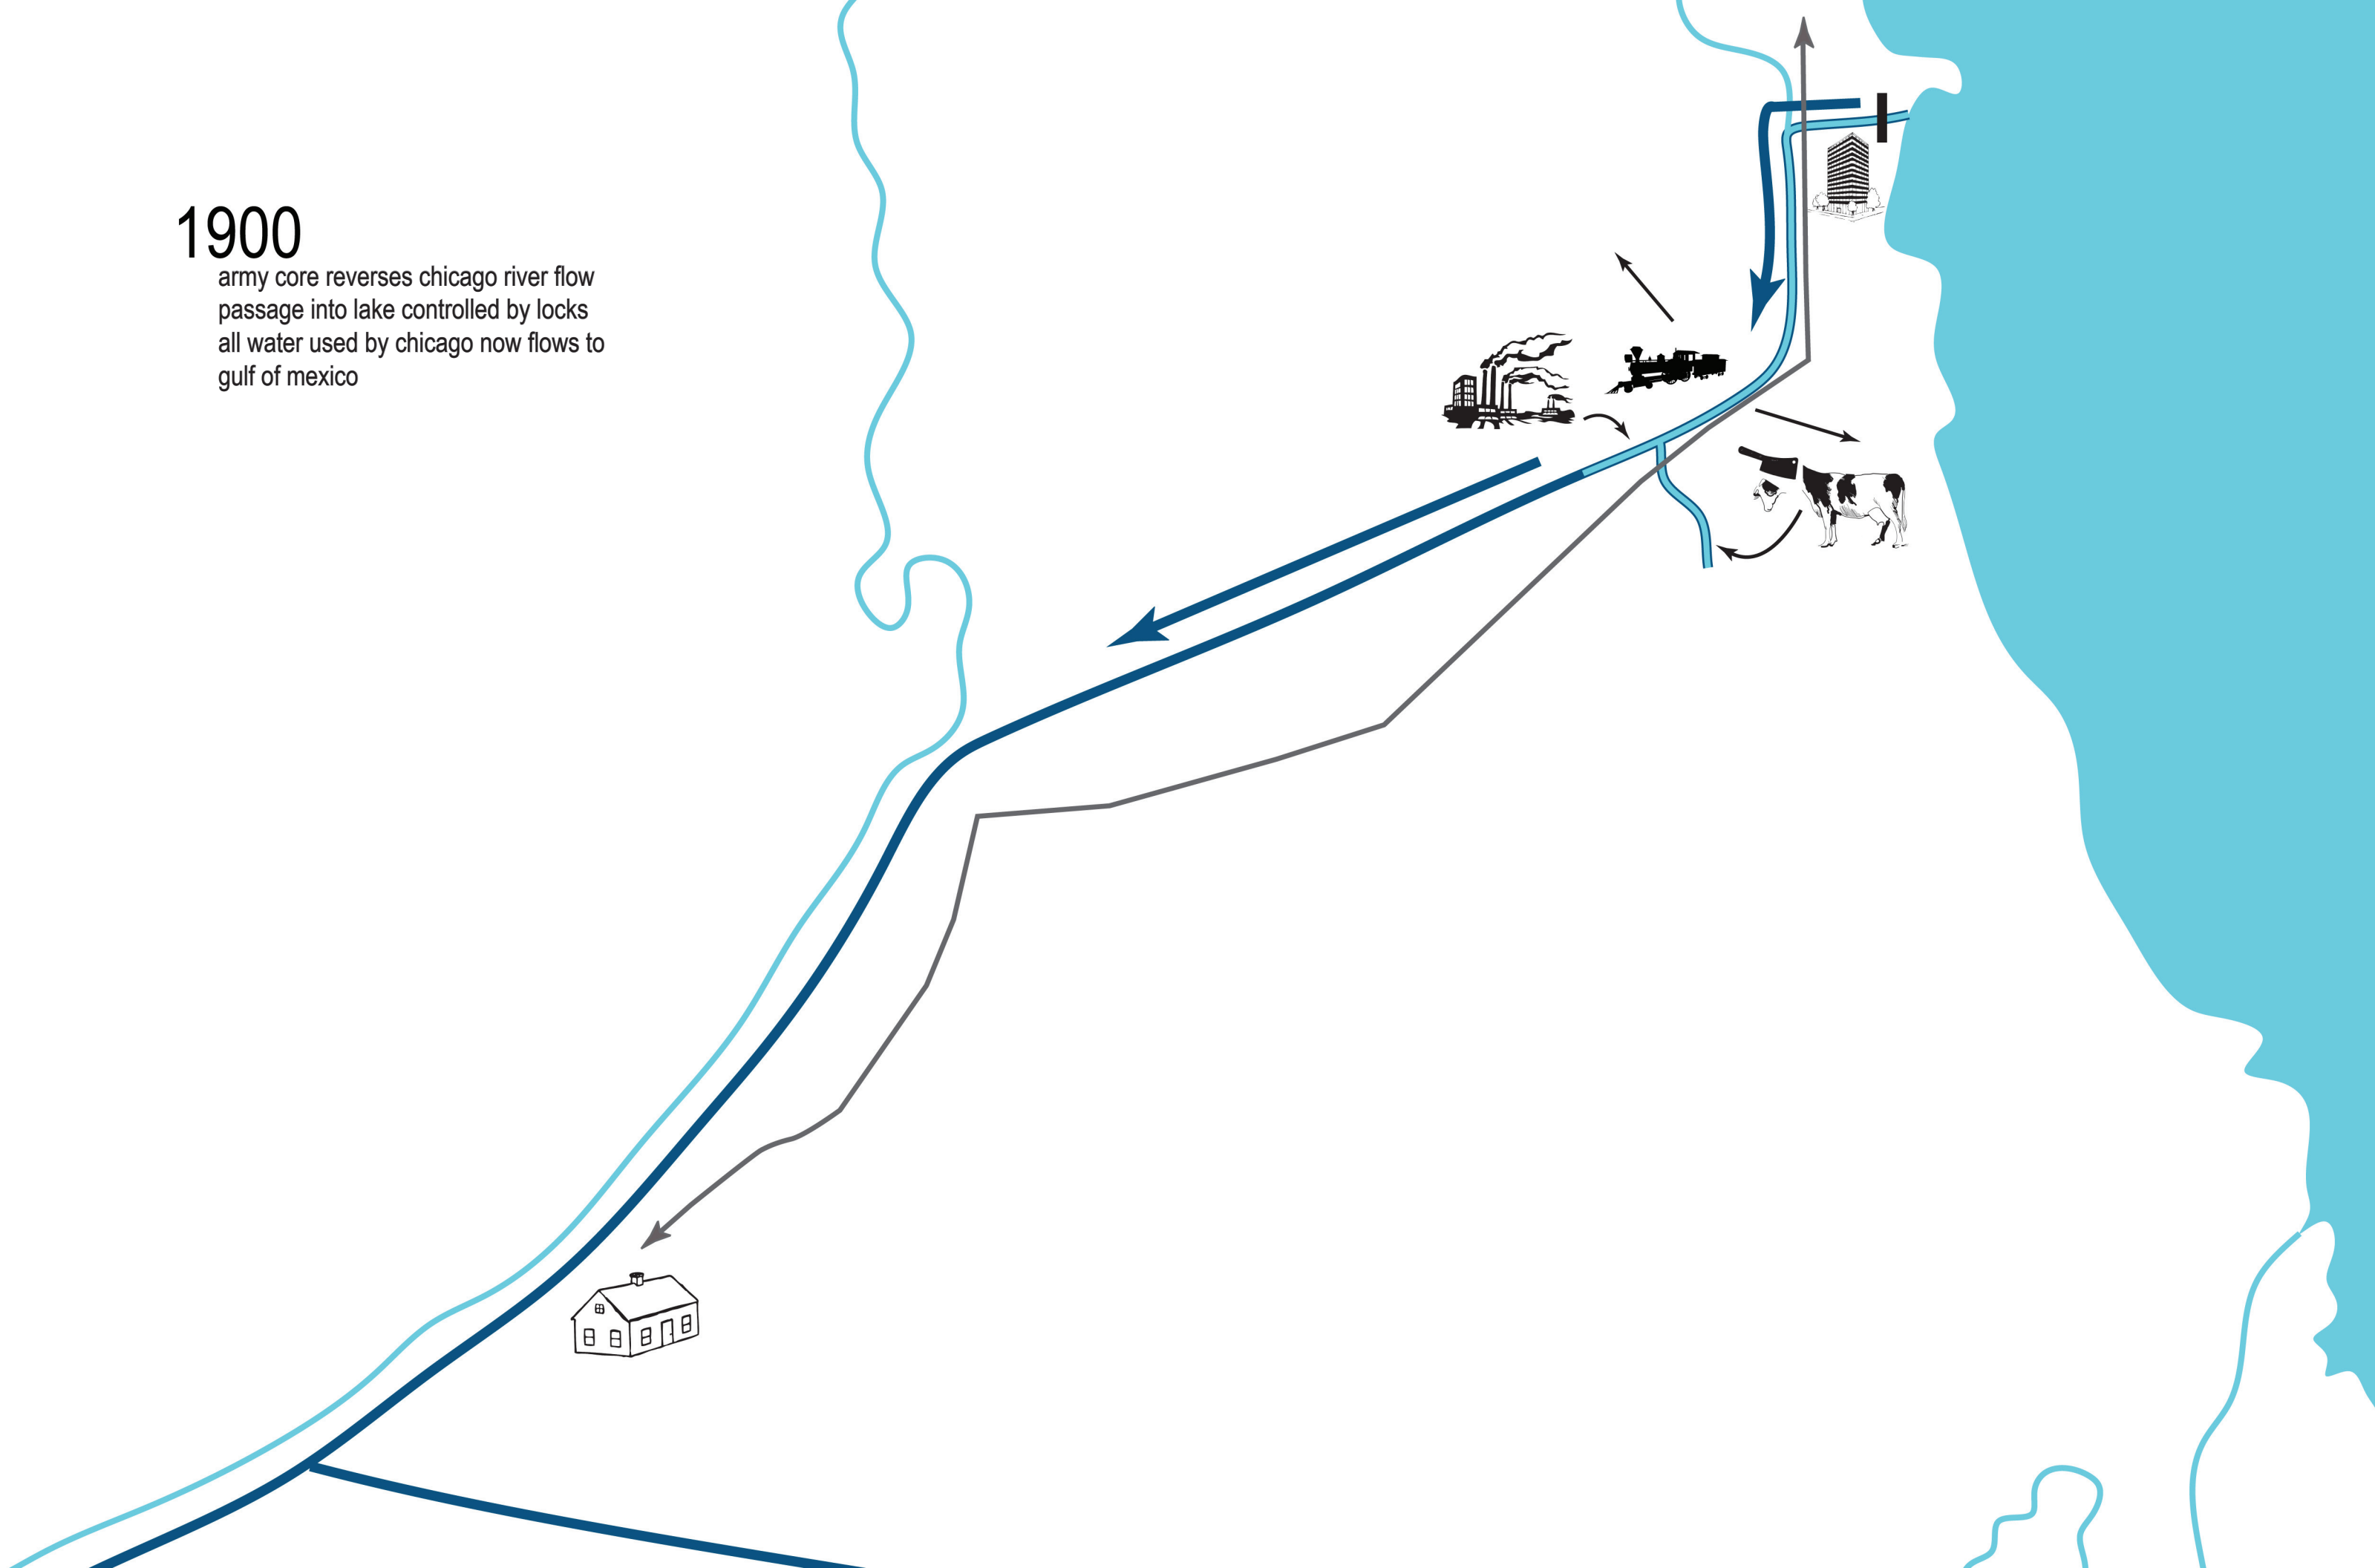 1900
army core reverses chicago river flow
passage into lake controlled by locks
all water used by chicago now flows to
gulf of mexico